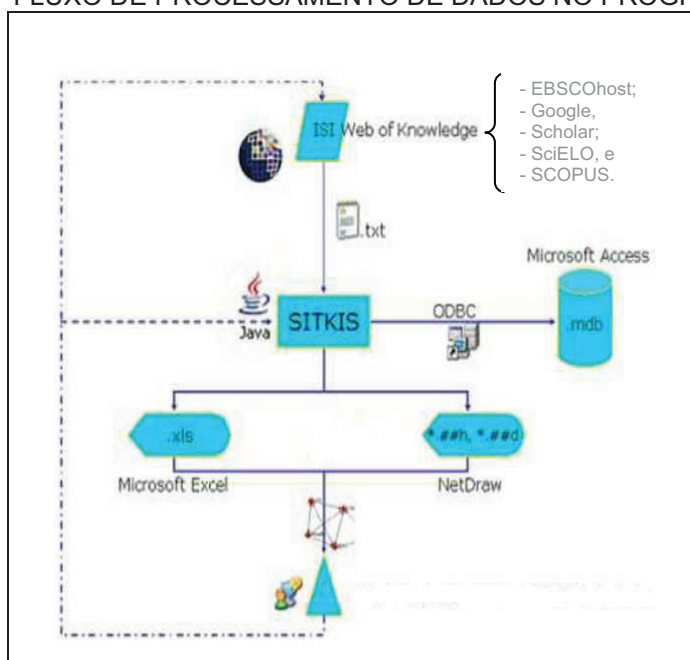 FLUXO DE PROCESSAMENTO DE DADOS NO
- EBSCOhost;
- Google,
- Scholar;
- SciELO, e
- SCOPUS.
ISI Web of Knowledge
.txt
Microsoft Access
Java
SITKIS
ODBC
.mdb
.xls
*.##h, *.##d
Microsoft Excel
NetDraw